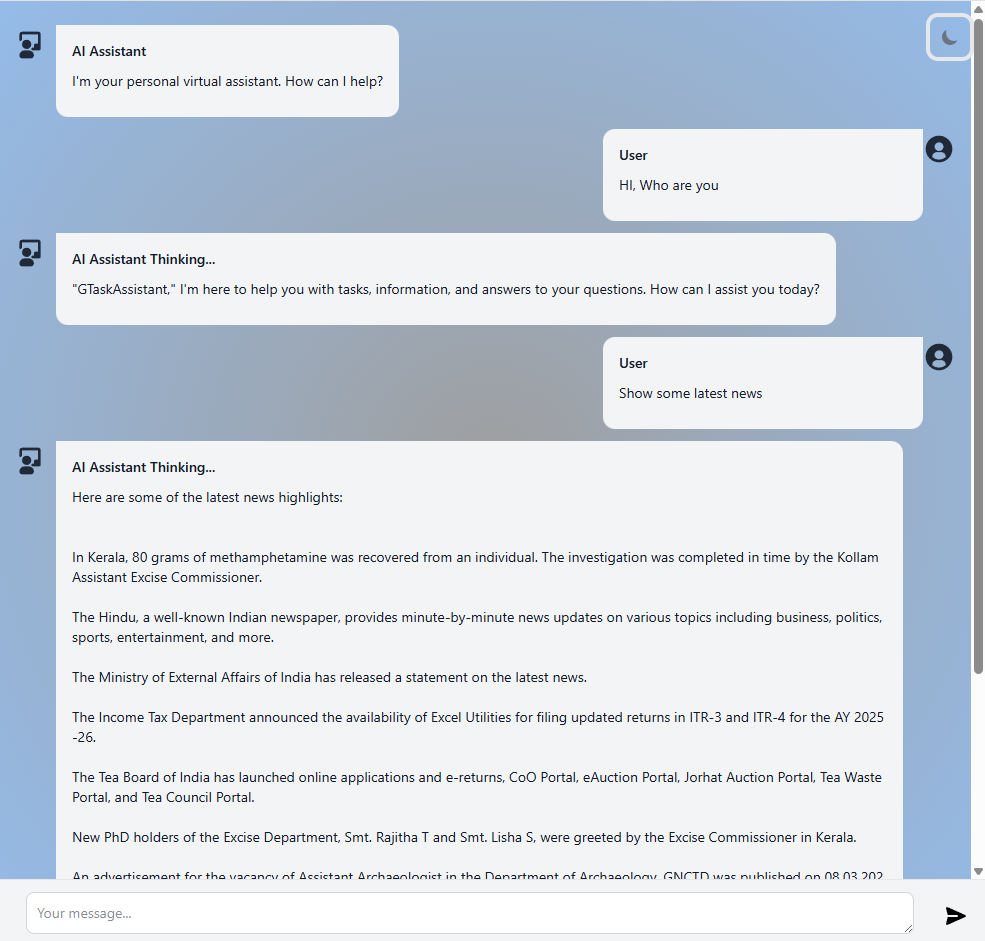 AI Assistant
I'm your personal virtual assistant. How can I help?
User
HI, Who are you
AI Assistant Thinking...
"GTaskAssistant," I'm here to help you with tasks, information, and answers to your questions. How can I assist you today?
User
Show some latest news
AI Assistant Thinking...
Here are some of the latest news highlights:
In Kerala, 80 grams of methamphetamine was recovered from an individual. The investigation was completed in time by the Kollam
Assistant Excise Commissioner.
The Hindu, a well-known Indian newspaper, provides minute-by-minute news updates on various topics including business, politics,
sports, entertainment, and more.
The Ministry of External Affairs of India has released a statement on the latest news.
The Income Tax Department announced the availability of Excel Utilities for filing updated returns in ITR-3 and ITR-4 for the AY 2025
-26.
The Tea Board of India has launched online applications and e-returns, CoO Portal, eAuction Portal, Jorhat Auction Portal, Tea Waste
Portal, and Tea Council Portal.
New PhD holders of the Excise Department, Smt. Rajitha T and Smt. Lisha S, were greeted by the Excise Commissioner in Kerala.
An advertisement for the vacancy of Assistant Archaeologist in the Department of Archaeology, GNCTD was published on 08.03.202
Your message...